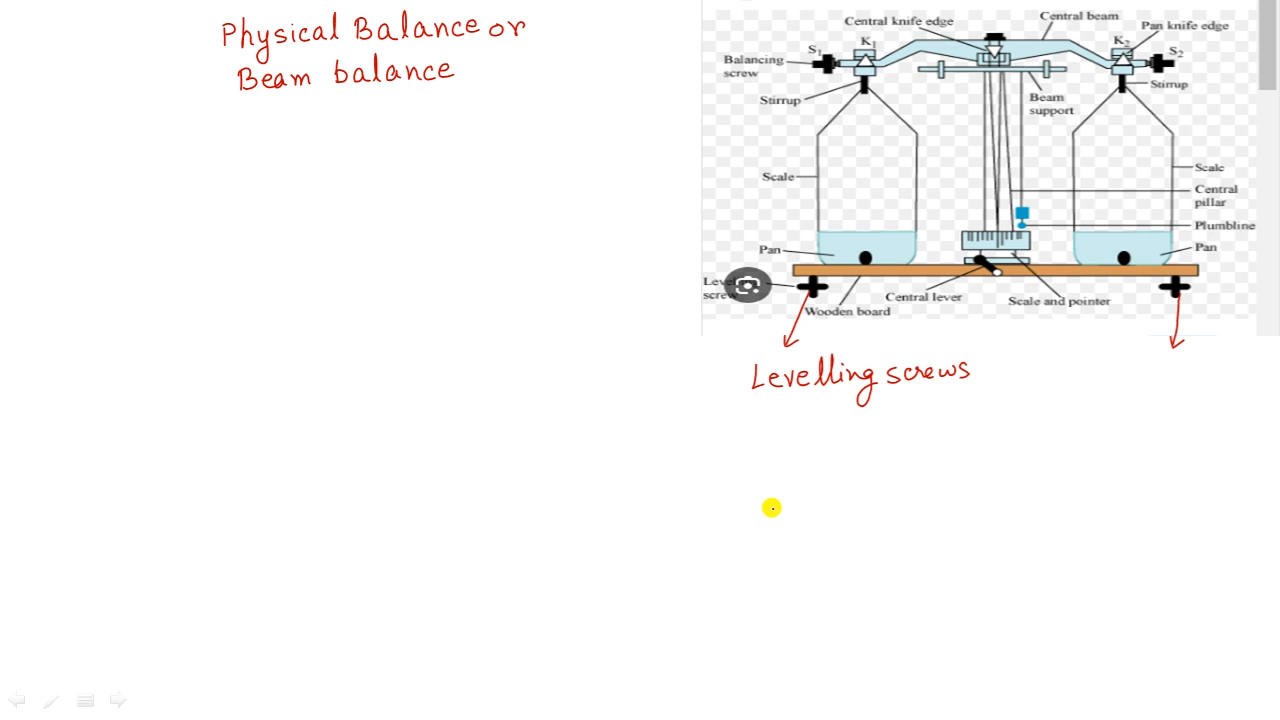 Physical Balance or
Beam balance
Central knife edge
Central beam
Pan knife edge
S1
K1
K2
S2
Balancing
screw
Stirrup
Beam
support
Stirrup
Scale
Scale
Central
pillar
Plumbline
Pan
Pan
screw
Central lever
Scale and pointer
Wooden board
Levelling screws